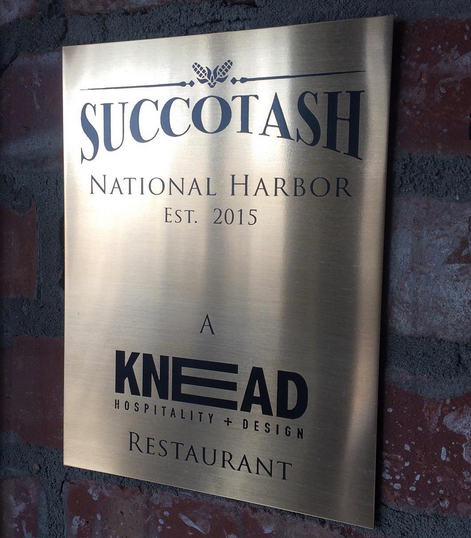 SUCCOTASH
NATIONAL HARBOR
EST. 2015
A
KNEAD
HOSPITALITY + DESIGN
RESTAURANT